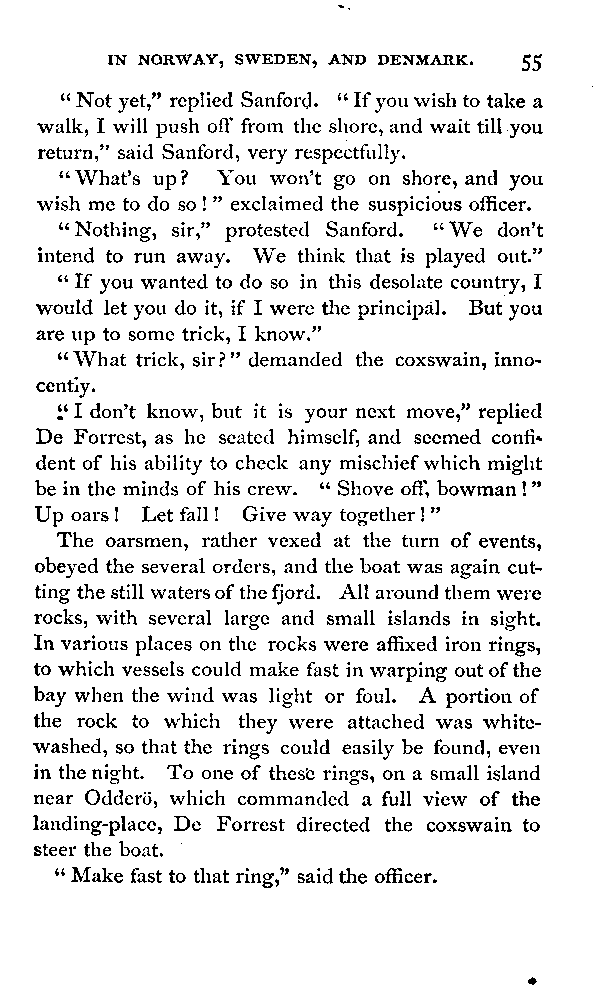 IN NORWAY, SWEDEN, AND DENMARK. 55
“Not yet,” replied Sanford. “If you wish to take a
walk, I will push off from the shore, and wait till you
return,” said Sanford, very respectfully.
“What’s up? You won’t go on shore, and you
wish me to do so!” exclaimed the suspicious officer.
“Nothing, sir,” protested Sanford. “We don’t
intend to run away. We think that is played out.”
“If you wanted to do so in this desolate country, I
would let you do it, if I were the principal. But you
are up to some trick, I know.”
“What trick, sir?” demanded the coxswain, inno-
cently.
“I don’t know, but it is your next move,” replied
De Forrest, as he seated himself, and seemed confi-
dent of his ability to check any mischief which might
be in the minds of his crew. “Shove off, bowman!”
Up oars! Let fall! Give way together!”
The oarsmen, rather vexed at the turn of events,
obeyed the several orders, and the boat was again cut-
ting the still waters of the fjord. All around them were
rocks, with several large and small islands in sight.
In various places on the rocks were affixed iron rings,
to which vessels could make fast in warping out of the
bay when the wind was light or foul. A portion of
the rock to which they were attached was white-
washed, so that the rings could easily be found, even
in the night. To one of these rings, on a small island
near Odderö, which commanded a full view of the
landing-place, De Forrest directed the coxswain to
steer the boat.
“Make fast to that ring,” said the officer.